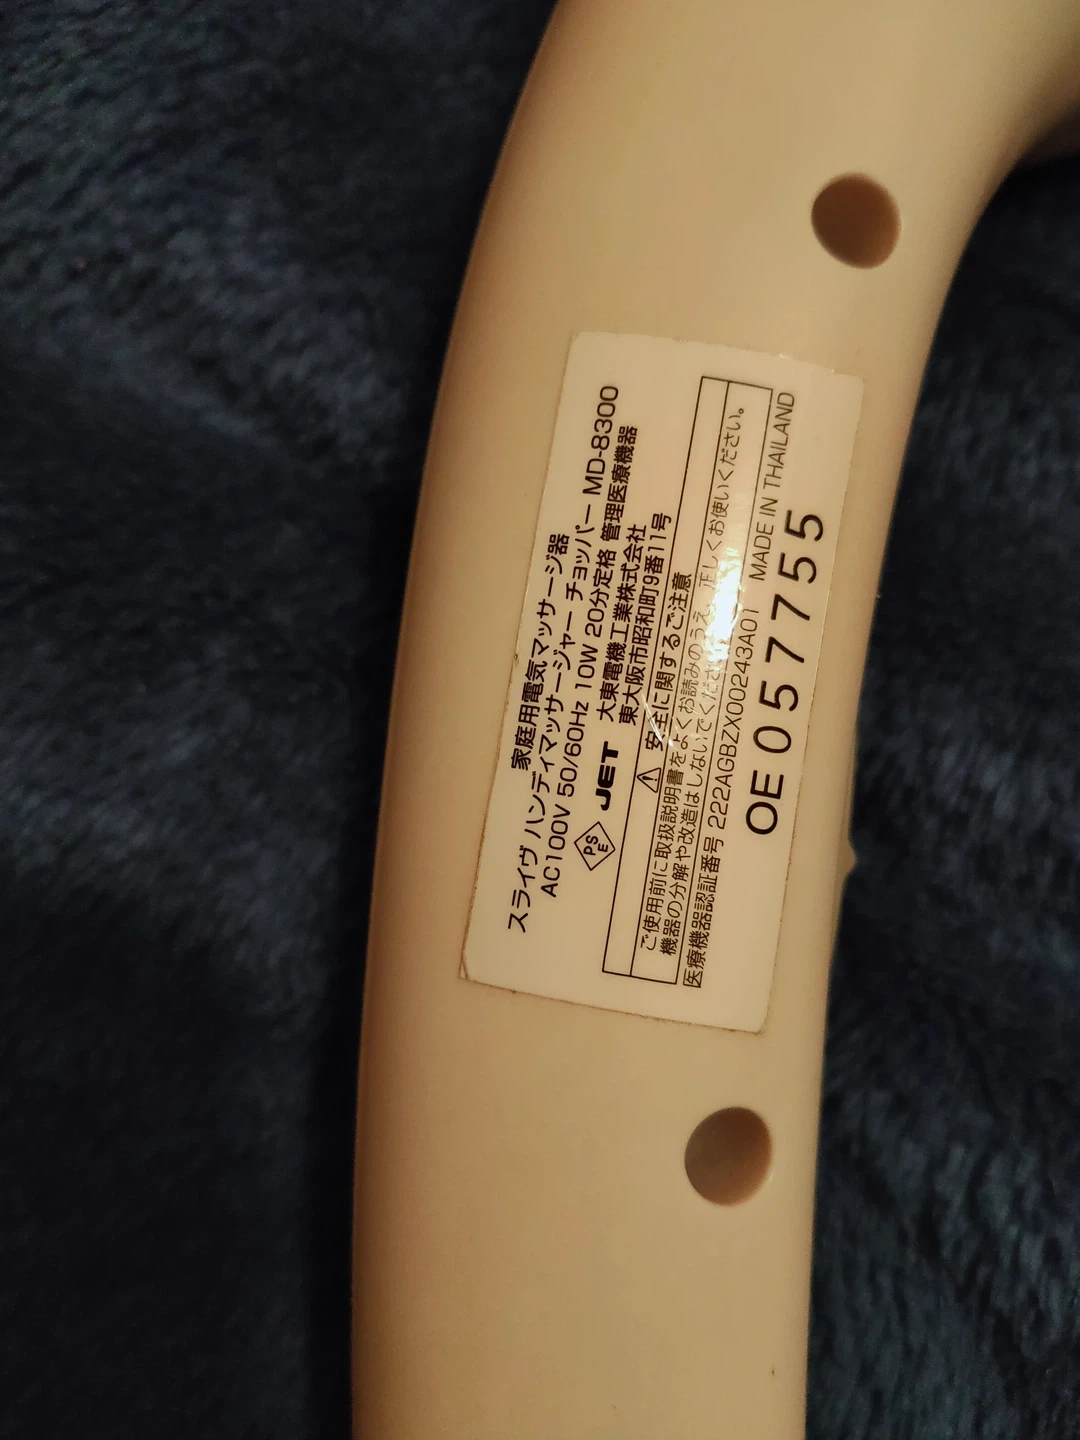 家庭用電気マッサージ器
スライヴ ハンディマッサージャー チョッパー MD-8300
AC100V 50/60Hz 10W 20分定格 管理医療機器
PS E JET 大東電機工業株式会社
東大阪市昭和町9番11号
⚠ 安全に関するご注意
ご使用前に取扱説明書をよくお読みのうえ、正しくお使いください。
機器の分解や改造はしないでください。
医療機器認証番号 222AGBZX00243A01 MADE IN THAILAND
OE 057755